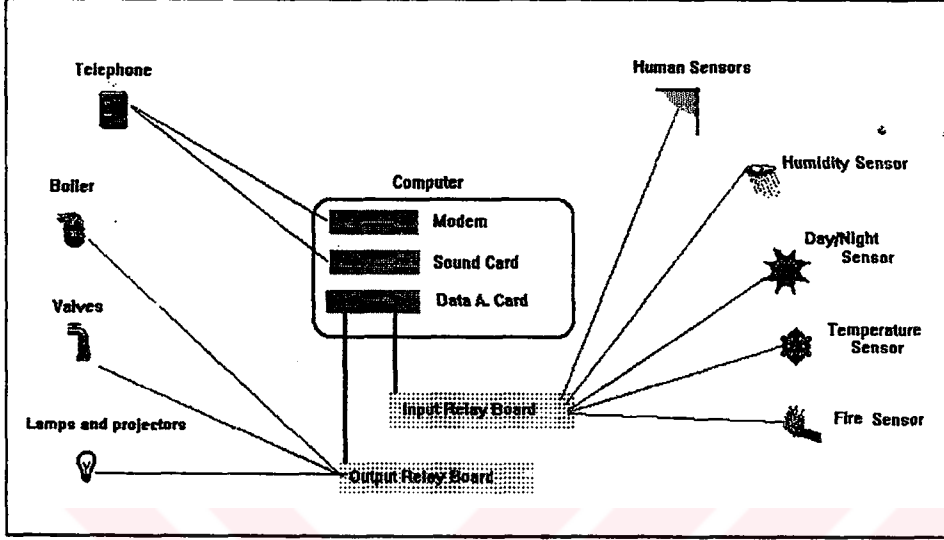 Telephone
Human Sensors
Humidity Sensor
Boiler
Computer
Modem
Sound Card
Day/Night
Sensor
Data A. Card
Valves
Temperature
Sensor
Input Relay Board
Fire Sensor
Lamps and projectors
Output Relay Board